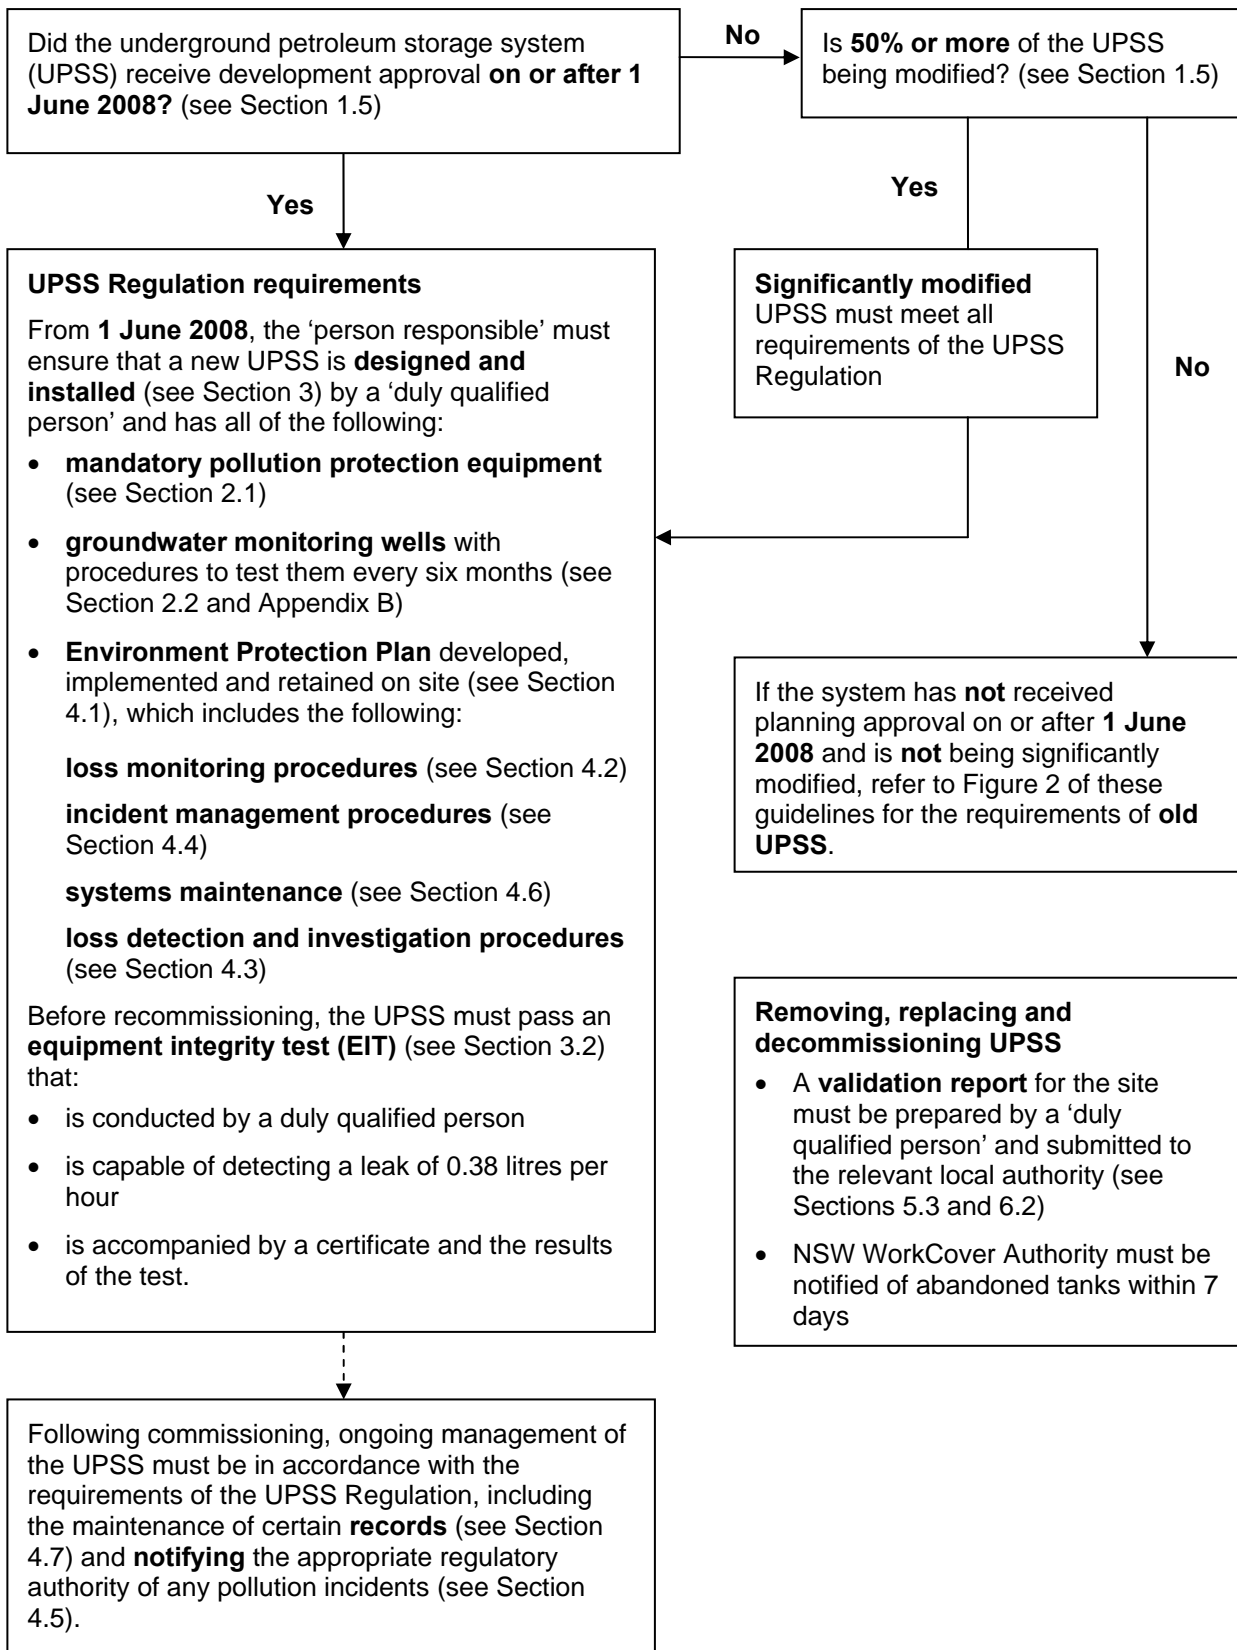 Did the underground petroleum storage system
(UPSS) receive development approval on or after 1
June 2008? (see Section 1.5)
No
Is 50% or more of the UPSS
being modified? (see Section 1.5)
Yes
Yes
No
UPSS Regulation requirements
From 1 June 2008, the ‘person responsible’ must
ensure that a new UPSS is designed and
installed (see Section 3) by a ‘duly qualified
person’ and has all of the following:
• mandatory pollution protection equipment
(see Section 2.1)
• groundwater monitoring wells with
procedures to test them every six months (see
Section 2.2 and Appendix B)
• Environment Protection Plan developed,
implemented and retained on site (see Section
4.1), which includes the following:
loss monitoring procedures (see Section 4.2)
incident management procedures (see
Section 4.4)
systems maintenance (see Section 4.6)
loss detection and investigation procedures
(see Section 4.3)
Before recommissioning, the UPSS must pass an
equipment integrity test (EIT) (see Section 3.2)
that:
• is conducted by a duly qualified person
• is capable of detecting a leak of 0.38 litres per
hour
• is accompanied by a certificate and the results
of the test.
Significantly modified
UPSS must meet all
requirements of the UPSS
Regulation
If the system has not received
planning approval on or after 1 June
2008 and is not being significantly
modified, refer to Figure 2 of these
guidelines for the requirements of old
UPSS.
Removing, replacing and
decommissioning UPSS
• A validation report for the site
must be prepared by a ‘duly
qualified person’ and submitted to
the relevant local authority (see
Sections 5.3 and 6.2)
• NSW WorkCover Authority must be
notified of abandoned tanks within 7
days
Following commissioning, ongoing management of
the UPSS must be in accordance with the
requirements of the UPSS Regulation, including
the maintenance of certain records (see Section
4.7) and notifying the appropriate regulatory
authority of any pollution incidents (see Section
4.5).